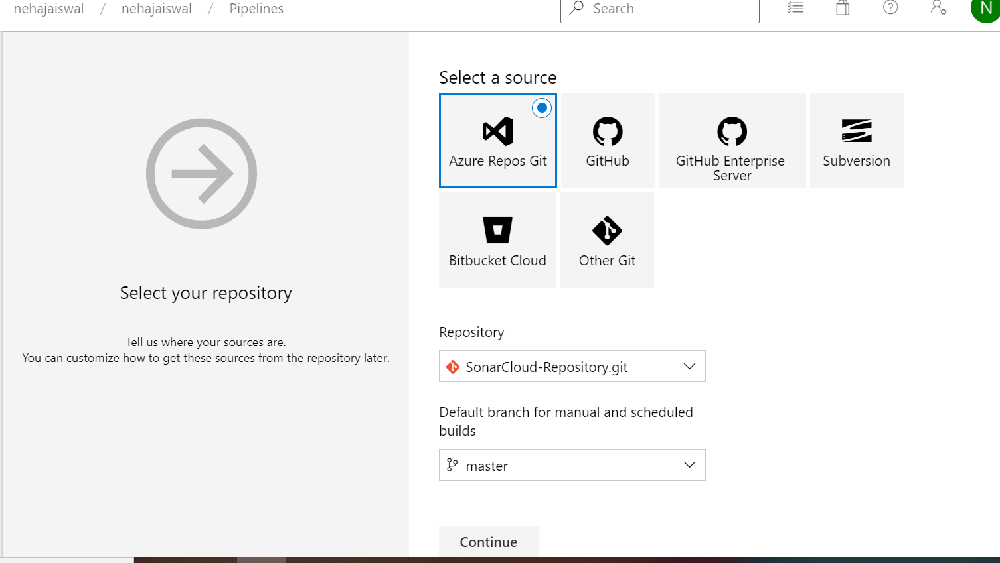 nehajaiswal / nehajaiswal / Pipelines
Search
N
Select a source
Azure Repos Git
GitHub
GitHub Enterprise
Server
Subversion
Bitbucket Cloud
Other Git
Select your repository
Tell us where your sources are.
You can customize how to get these sources from the repository later.
Repository
SonarCloud-Repository.git
Default branch for manual and scheduled
builds
master
Continue